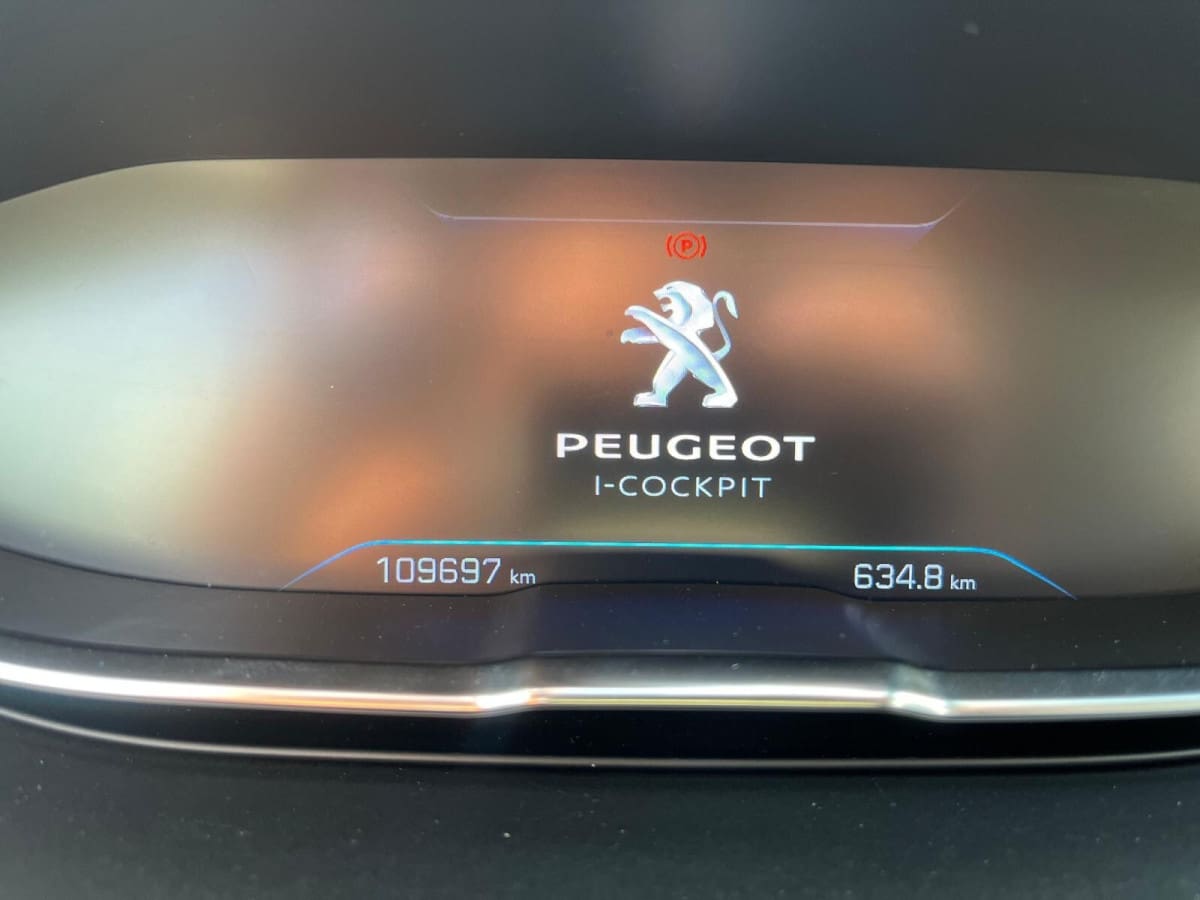 (P)
PEUGEOT
I-COCKPIT
109697 km
634.8 km